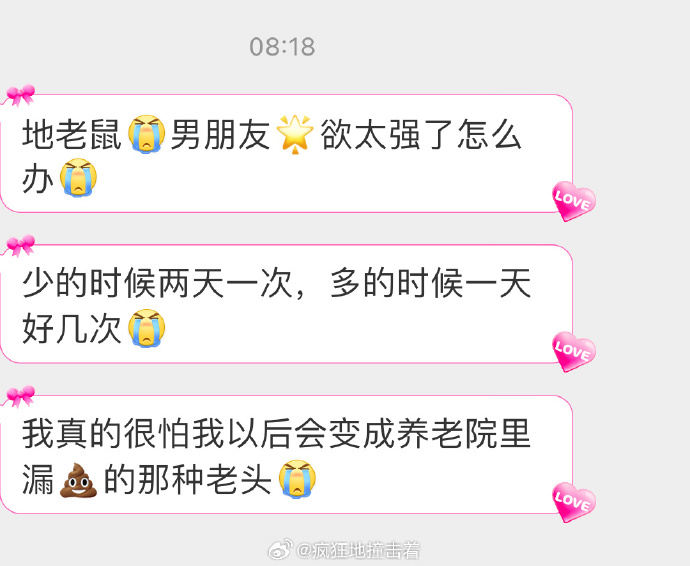 08:18
地老鼠😭男朋友🌟欲太强了怎么
办😭
LOVE
少的时候两天一次，多的时候一天
好几次😭
LOVE
我真的很怕我以后会变成养老院里
漏💩的那种老头😭
LOVE
@疯狂地撞击着